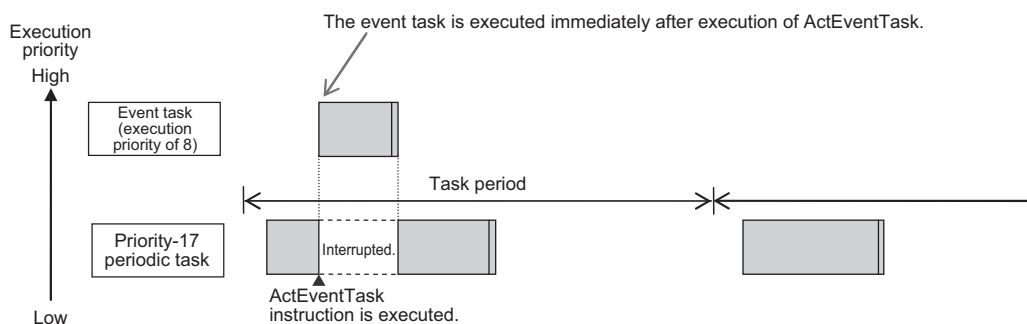 The event task is executed immediately after execution of ActEventTask.
Execution
priority
High
Event task
(execution
priority of 8)
Task period
Priority-17
periodic task
Interrupted.
ActEventTask
instruction is executed.
Low